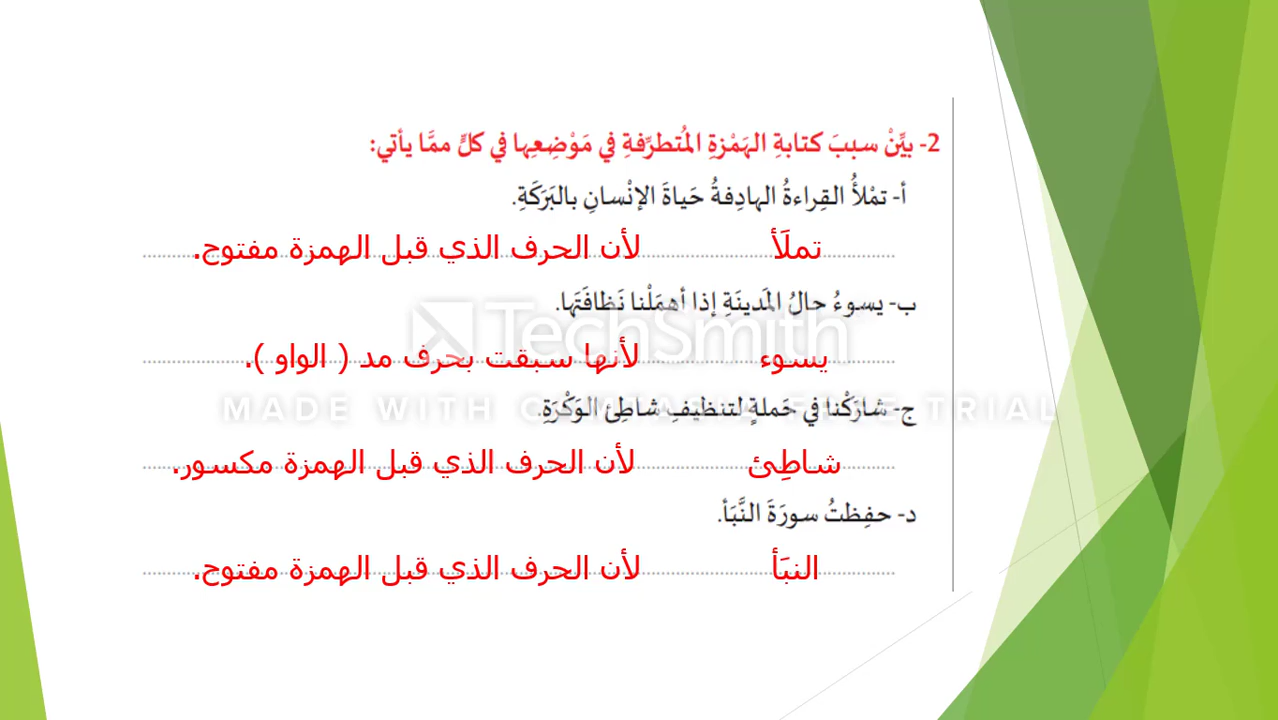 2- بيِّنْ سببَ كتابةِ الهَمْزةِ المُتطرِّفةِ في مَوْضِعِها في كلٍّ ممَّا يأتي:
أ- تمْلأُ القِراءةُ الهادِفةُ حَياةَ الإنْسانِ بالبَرَكَةِ.
تملَأ لأن الحرف الذي قبل الهمزة مفتوح.
ب- يسوءُ حالُ المَدينَةِ إذا أهمَلْنا نَظافَتَها.
TechSmith
يسوء لأنها سبقت بحرف مد ( الواو ).
MADE WITH CAMTASIA FREE TRIAL
ج- شارَكْنا في حَملةٍ لتنظيفِ شاطِئ الوَكْرَةِ.
شاطِئ لأن الحرف الذي قبل الهمزة مكسور.
د- حفِظتُ سورَةَ النَّبَأ.
النبَأ لأن الحرف الذي قبل الهمزة مفتوح.